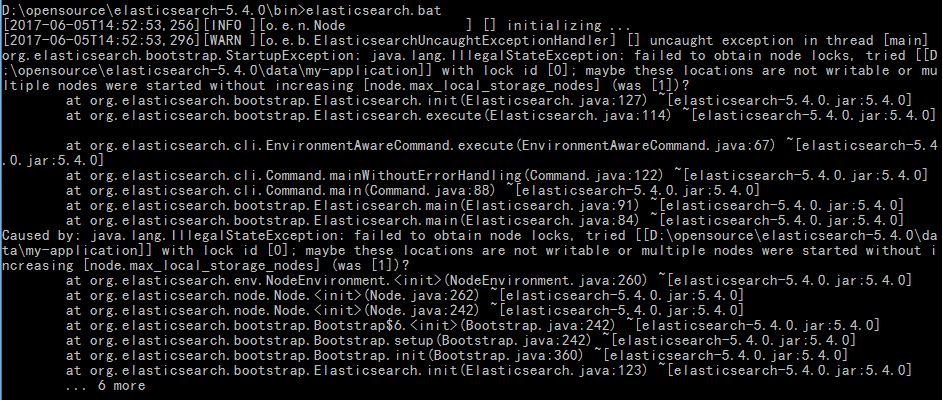 D:\opensource\elasticsearch-5.4.0\bin>elasticsearch.bat
[2017-06-05T14:52:53,256][INFO ][o.e.n.Node               ] [] initializing ...
[2017-06-05T14:52:53,296][WARN ][o.e.b.ElasticsearchUncaughtExceptionHandler] [] uncaught exception in thread [main]
org.elasticsearch.bootstrap.StartupException: java.lang.IllegalStateException: failed to obtain node locks, tried [[D
:\opensource\elasticsearch-5.4.0\data\my-application]] with lock id [0]; maybe these locations are not writable or mu
ltiple nodes were started without increasing [node.max_local_storage_nodes] (was [1])?
        at org.elasticsearch.bootstrap.Elasticsearch.init(Elasticsearch.java:127) ~[elasticsearch-5.4.0.jar:5.4.0]
        at org.elasticsearch.bootstrap.Elasticsearch.execute(Elasticsearch.java:114) ~[elasticsearch-5.4.0.jar:5.4.0]
        at org.elasticsearch.cli.EnvironmentAwareCommand.execute(EnvironmentAwareCommand.java:67) ~[elasticsearch-5.4
.0.jar:5.4.0]
        at org.elasticsearch.cli.Command.mainWithoutErrorHandling(Command.java:122) ~[elasticsearch-5.4.0.jar:5.4.0]
        at org.elasticsearch.cli.Command.main(Command.java:88) ~[elasticsearch-5.4.0.jar:5.4.0]
        at org.elasticsearch.bootstrap.Elasticsearch.main(Elasticsearch.java:91) ~[elasticsearch-5.4.0.jar:5.4.0]
        at org.elasticsearch.bootstrap.Elasticsearch.main(Elasticsearch.java:84) ~[elasticsearch-5.4.0.jar:5.4.0]
Caused by: java.lang.IllegalStateException: failed to obtain node locks, tried [[D:\opensource\elasticsearch-5.4.0\da
ta\my-application]] with lock id [0]; maybe these locations are not writable or multiple nodes were started without i
ncreasing [node.max_local_storage_nodes] (was [1])?
        at org.elasticsearch.env.NodeEnvironment.<init>(NodeEnvironment.java:260) ~[elasticsearch-5.4.0.jar:5.4.0]
        at org.elasticsearch.node.Node.<init>(Node.java:262) ~[elasticsearch-5.4.0.jar:5.4.0]
        at org.elasticsearch.node.Node.<init>(Node.java:242) ~[elasticsearch-5.4.0.jar:5.4.0]
        at org.elasticsearch.bootstrap.Bootstrap$6.<init>(Bootstrap.java:242) ~[elasticsearch-5.4.0.jar:5.4.0]
        at org.elasticsearch.bootstrap.Bootstrap.setup(Bootstrap.java:242) ~[elasticsearch-5.4.0.jar:5.4.0]
        at org.elasticsearch.bootstrap.Bootstrap.init(Bootstrap.java:360) ~[elasticsearch-5.4.0.jar:5.4.0]
        at org.elasticsearch.bootstrap.Elasticsearch.init(Elasticsearch.java:123) ~[elasticsearch-5.4.0.jar:5.4.0]
        ... 6 more